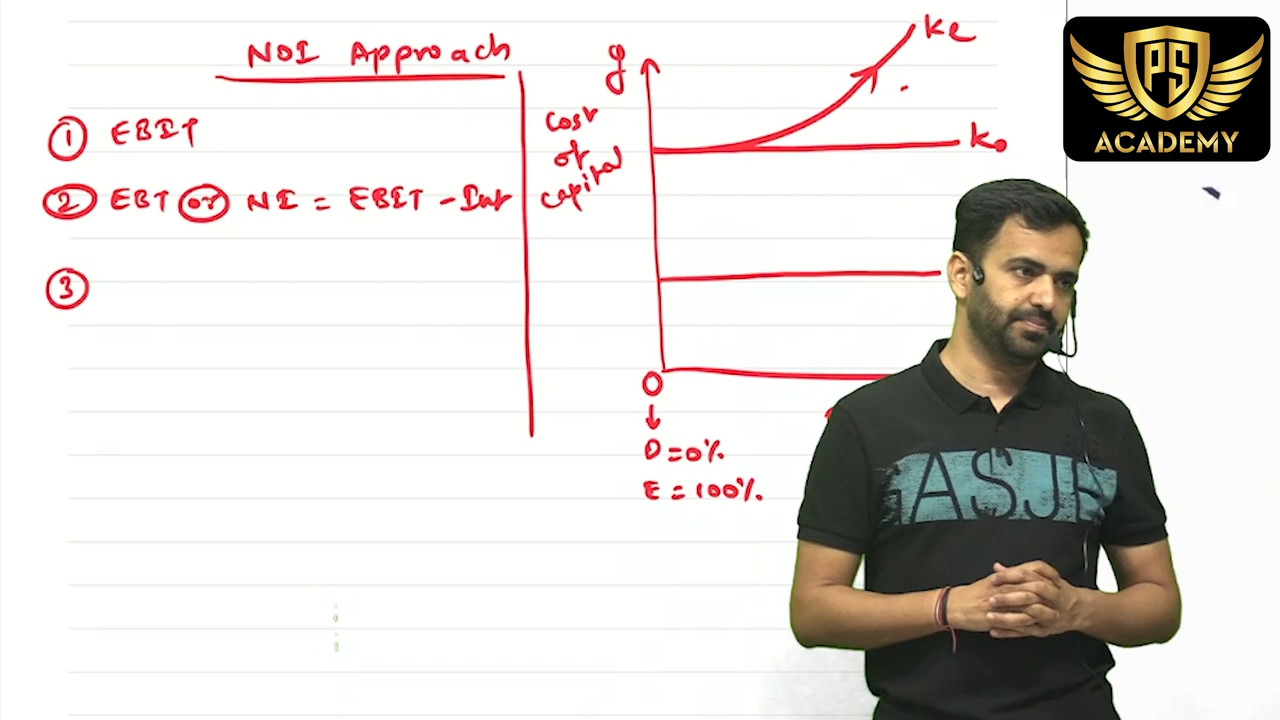 NOI Approach
① EBIT
② EBT or NI = EBIT - Int
③
y
cost
of
capital
ke
ko
0
D = 0%
E = 100%
PS
ACADEMY
GASJE